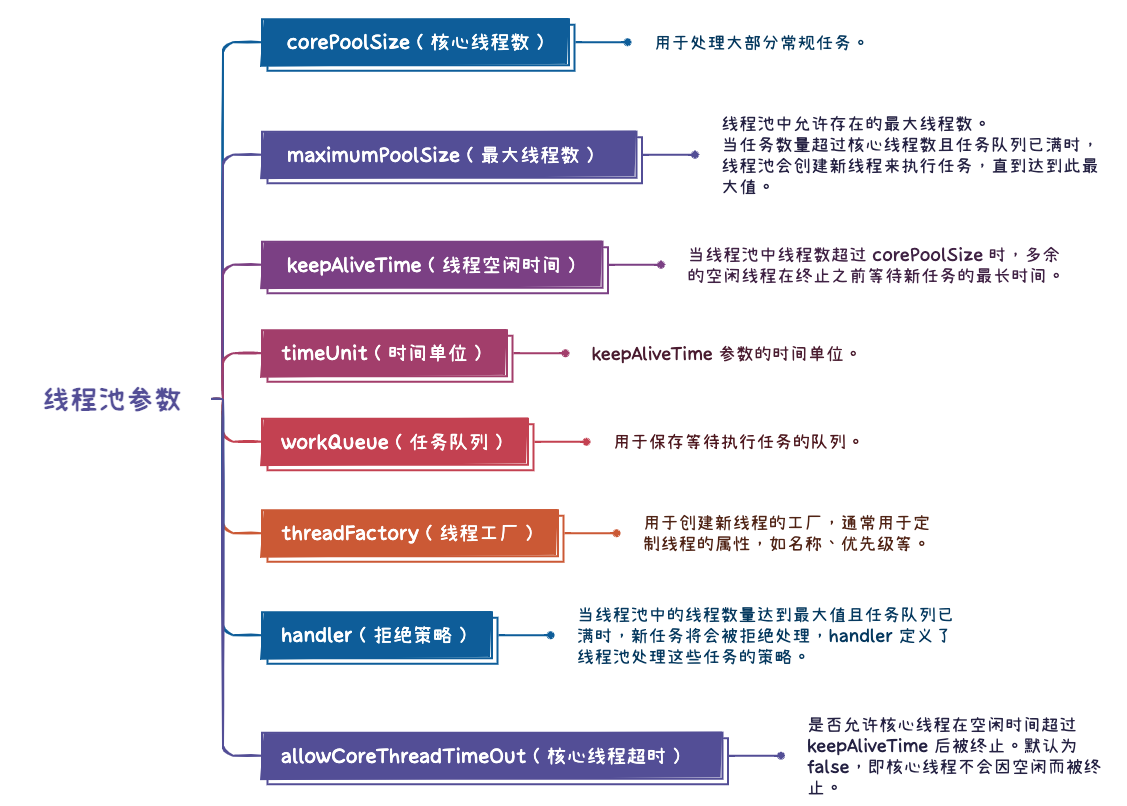 corePoolSize（核心线程数）
用于处理大部分常规任务。
maximumPoolSize（最大线程数）
线程池中允许存在的最大线程数。
当任务数量超过核心线程数且任务队列已满时，
线程池会创建新线程来执行任务，直到达到此最
大值。
keepAliveTime（线程空闲时间）
当线程池中线程数超过 corePoolSize 时，多余
的空闲线程在终止之前等待新任务的最长时间。
timeUnit（时间单位）
keepAliveTime 参数的时间单位。
线程池参数
workQueue（任务队列）
用于保存等待执行任务的队列。
threadFactory（线程工厂）
用于创建新线程的工厂，通常用于定
制线程的属性，如名称、优先级等。
handler（拒绝策略）
当线程池中的线程数量达到最大值且任务队列已
满时，新任务将会被拒绝处理，handler 定义了
线程池处理这些任务的策略。
allowCoreThreadTimeOut（核心线程超时）
是否允许核心线程在空闲时间超过
keepAliveTime 后被终止。默认为
false，即核心线程不会因空闲而被终
止。